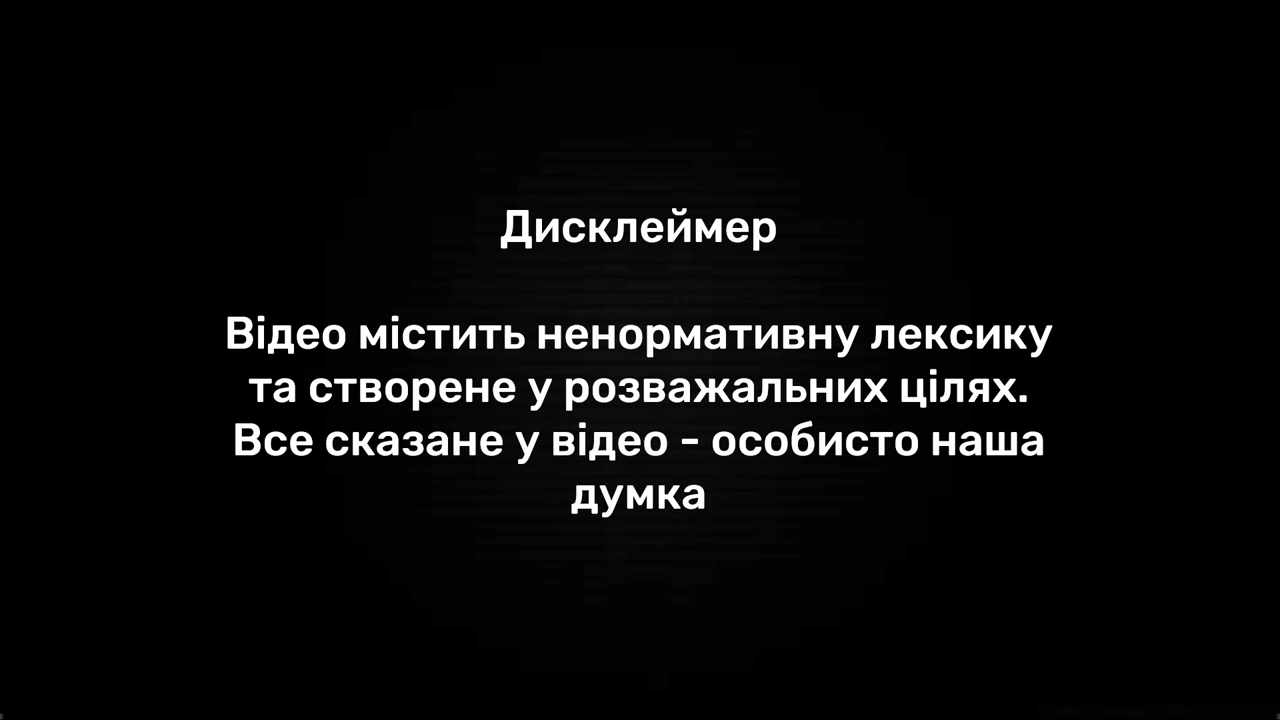 Дисклеймер
Відео містить ненормативну лексику
та створене у розважальних цілях.
Все сказане у відео - особисто наша
думка